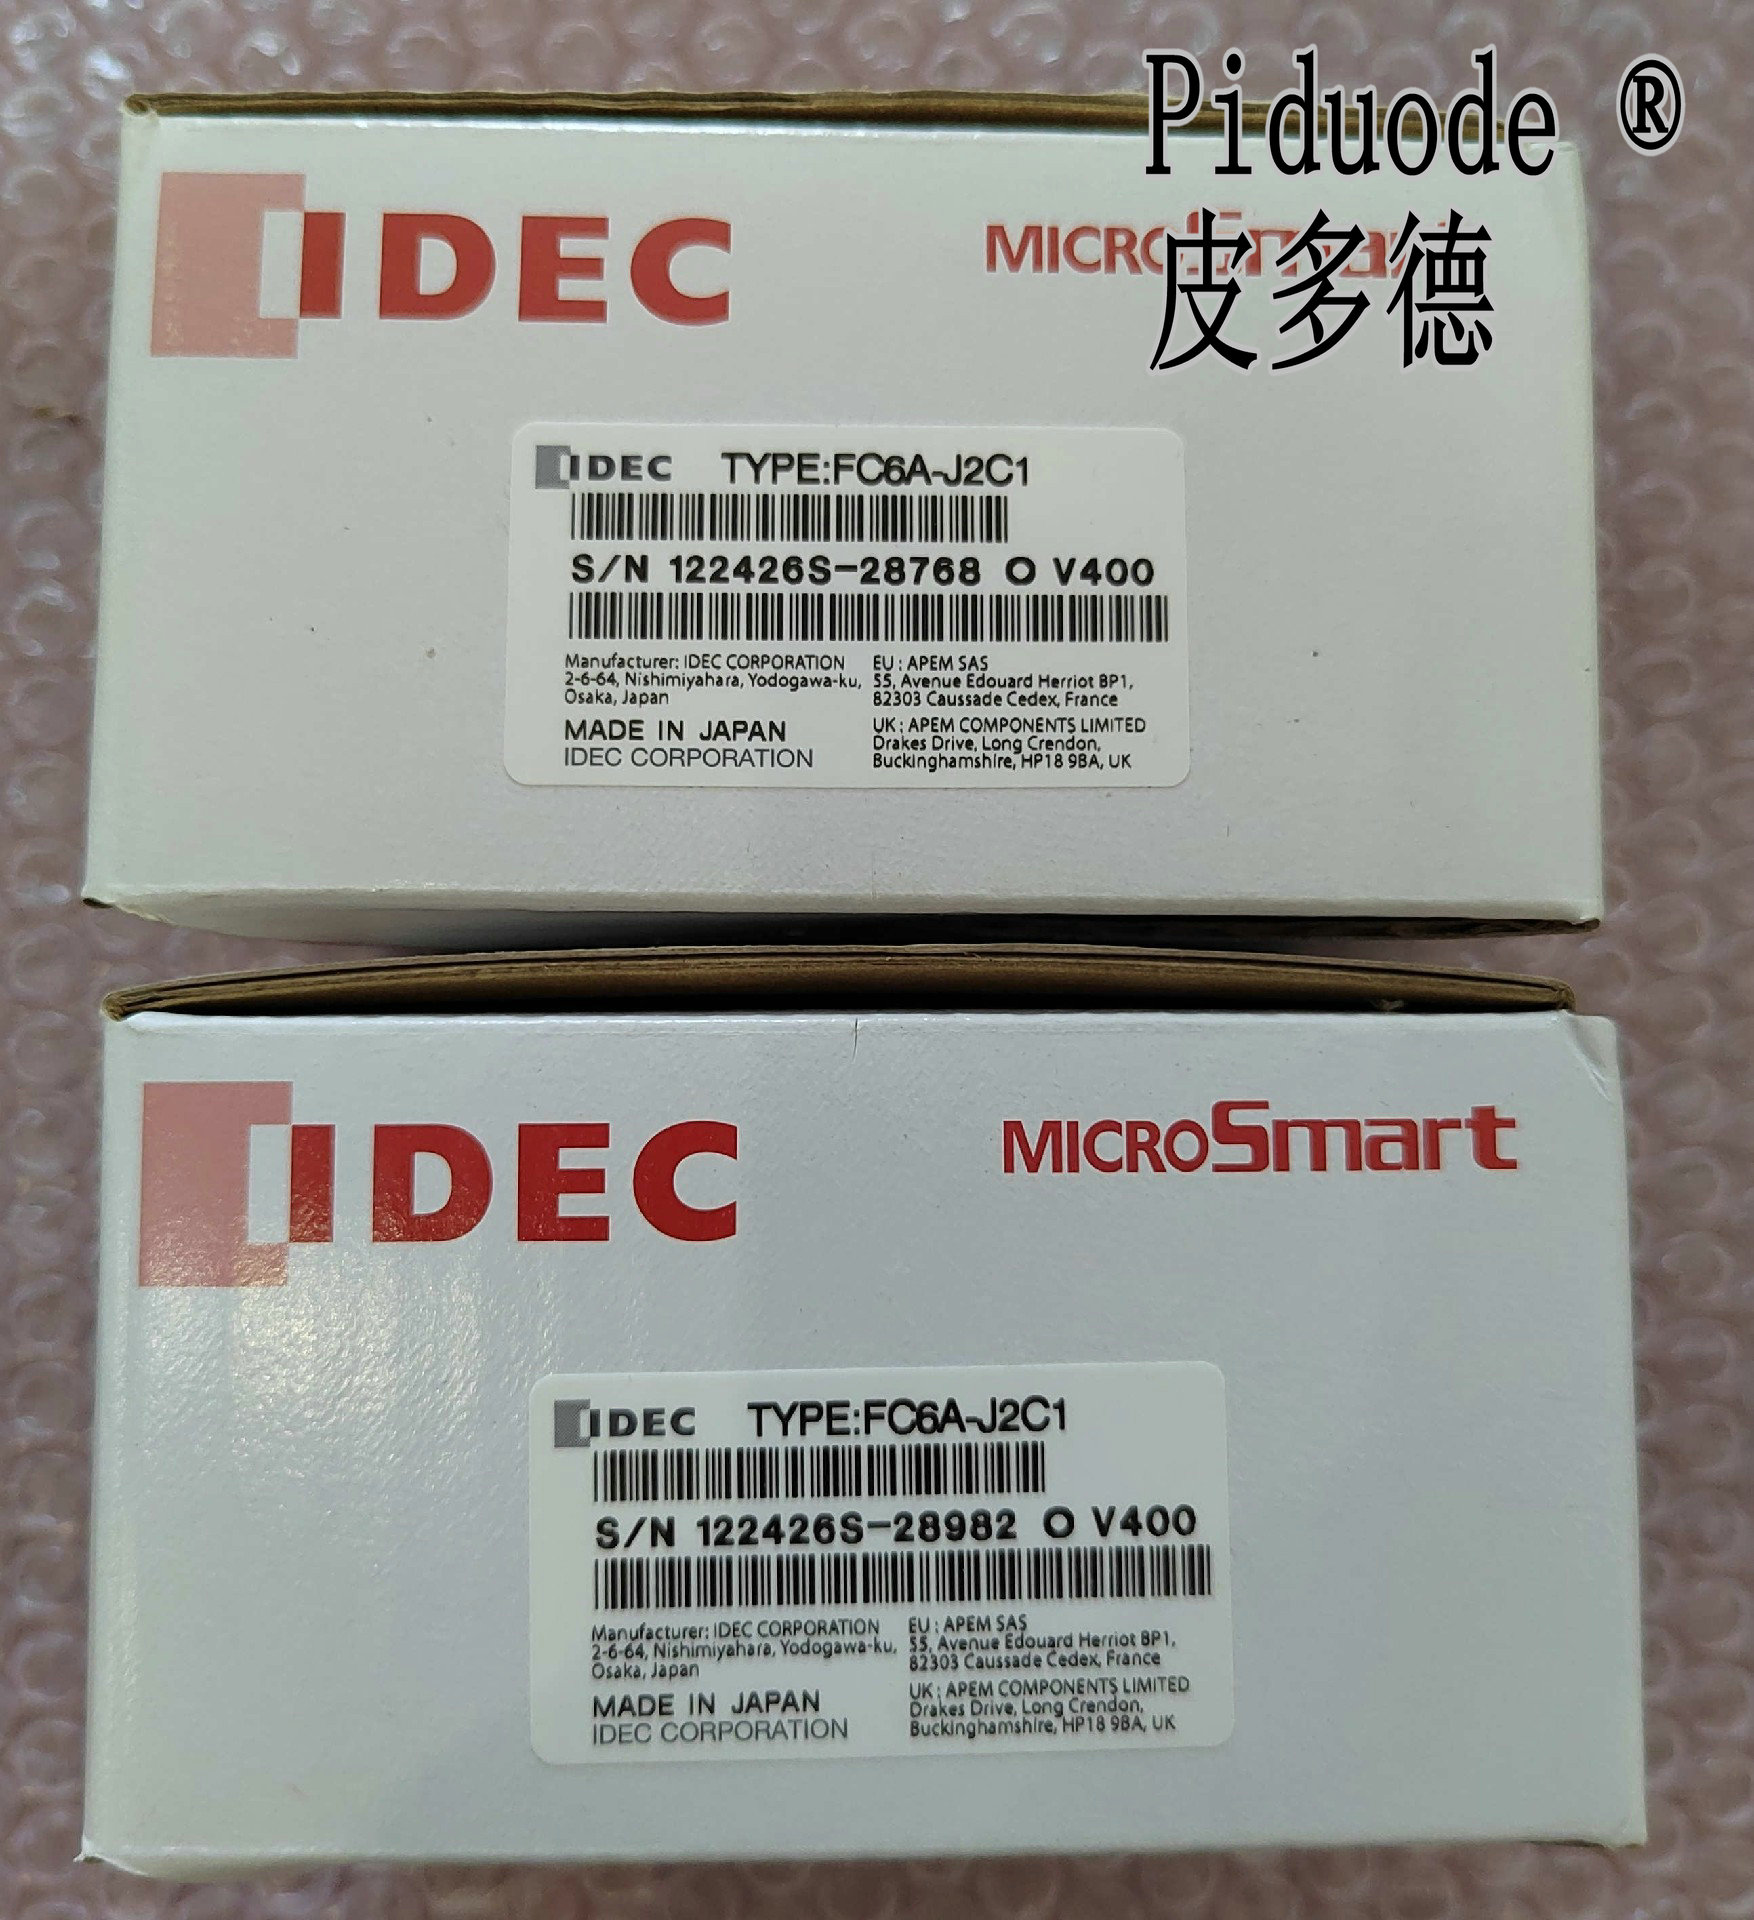 Piduode ®
皮多德
IDEC
MICROSmart
IDEC TYPE:FC6A-J2C1
S/N 122426S-28768 O V400
Manufacturer: IDEC CORPORATION
2-6-64, Nishimiyahara, Yodogawa-ku,
Osaka, Japan
MADE IN JAPAN
IDEC CORPORATION
EU : APEM SAS
55, Avenue Edouard Herriot BP1,
82303 Caussade Cedex, France
UK : APEM COMPONENTS LIMITED
Drakes Drive, Long Crendon,
Buckinghamshire, HP18 9BA, UK
IDEC
MICROSmart
IDEC TYPE:FC6A-J2C1
S/N 122426S-28982 O V400
Manufacturer: IDEC CORPORATION
2-6-64, Nishimiyahara, Yodogawa-ku,
Osaka, Japan
MADE IN JAPAN
IDEC CORPORATION
EU : APEM SAS
55, Avenue Edouard Herriot BP1,
82303 Caussade Cedex, France
UK : APEM COMPONENTS LIMITED
Drakes Drive, Long Crendon,
Buckinghamshire, HP18 9BA, UK